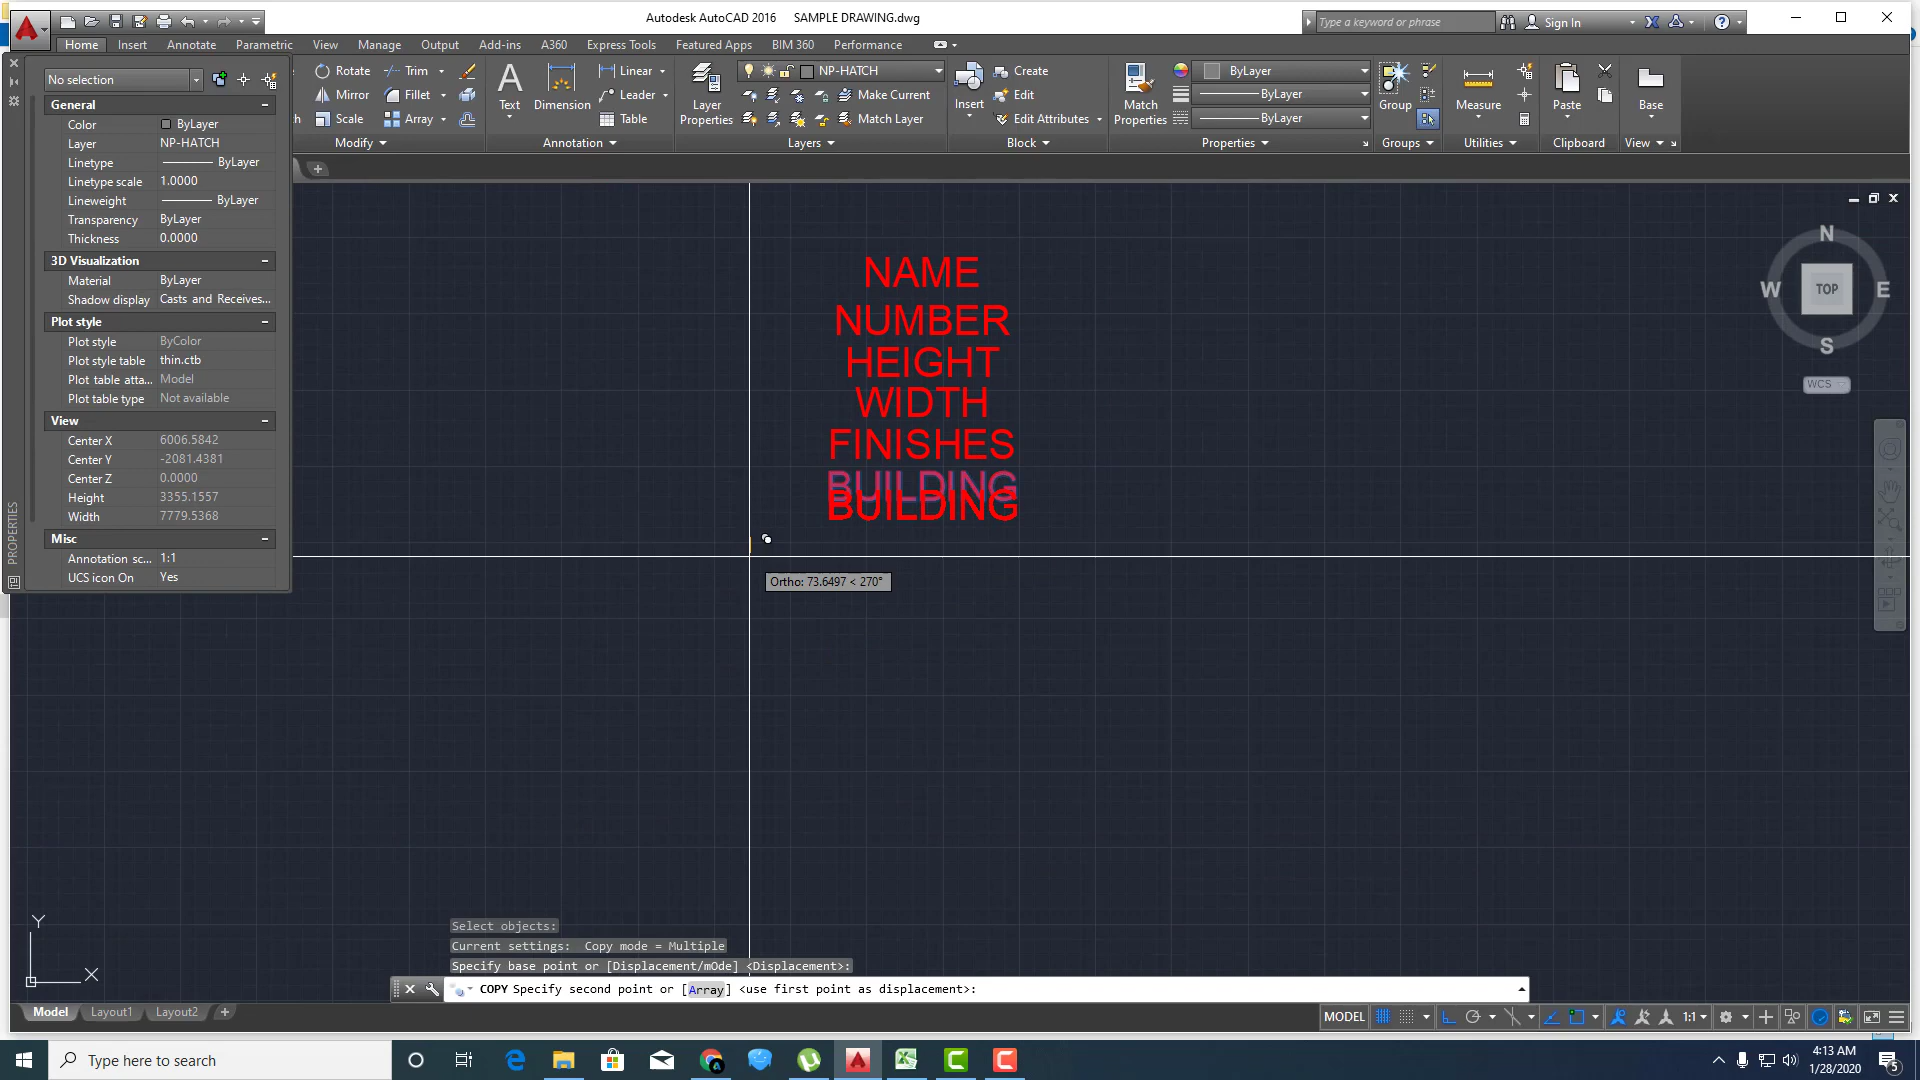 Autodesk AutoCAD 2016 SAMPLE DRAWING.dwg
Type a keyword or phrase
Sign In
Home Insert Annotate Parametric View Manage Output Add-ins A360 Express Tools Featured Apps BIM 360 Performance
No selection
Rotate Trim
Mirror Fillet
Scale Array
Modify
Text
Dimension
Linear
Leader
Table
Annotation
Layer Properties
NP-HATCH
Make Current
Match Layer
Layers
Insert
Create
Edit
Edit Attributes
Block
Match Properties
ByLayer
ByLayer
ByLayer
Properties
Group
Groups
Measure
Utilities
Paste
Clipboard
Base
View
General
Color ByLayer
Layer NP-HATCH
Linetype ByLayer
Linetype scale 1.0000
Lineweight ByLayer
Transparency ByLayer
Thickness 0.0000
3D Visualization
Material ByLayer
Shadow display Casts and Receives...
Plot style
Plot style ByColor
Plot style table thin.ctb
Plot table atta... Model
Plot table type Not available
View
Center X 6006.5842
Center Y -2081.4381
Center Z 0.0000
Height 3355.1557
Width 7779.5368
Misc
Annotation sc... 1:1
UCS icon On Yes
PROPERTIES
NAME
NUMBER
HEIGHT
WIDTH
FINISHES
BUILDING
BUILDING
Ortho: 73.6497 < 270°
N
W TOP E
S
WCS
Y
X
Select objects:
Current settings: Copy mode = Multiple
Specify base point or [Displacement/mOde] <Displacement>:
COPY Specify second point or [Array] <use first point as displacement>:
Model Layout1 Layout2
MODEL 1:1
Type here to search
4:13 AM
1/28/2020
5